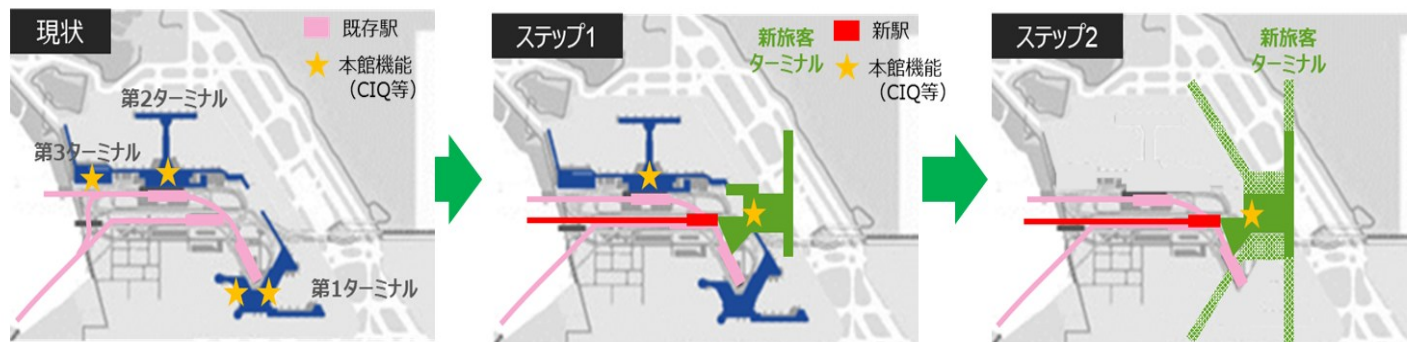 現状
既存駅
本館機能
(CIQ等)
第2ターミナル
第3ターミナル
第1ターミナル
ステップ1
新旅客
ターミナル
新駅
本館機能
(CIQ等)
ステップ2
新旅客
ターミナル